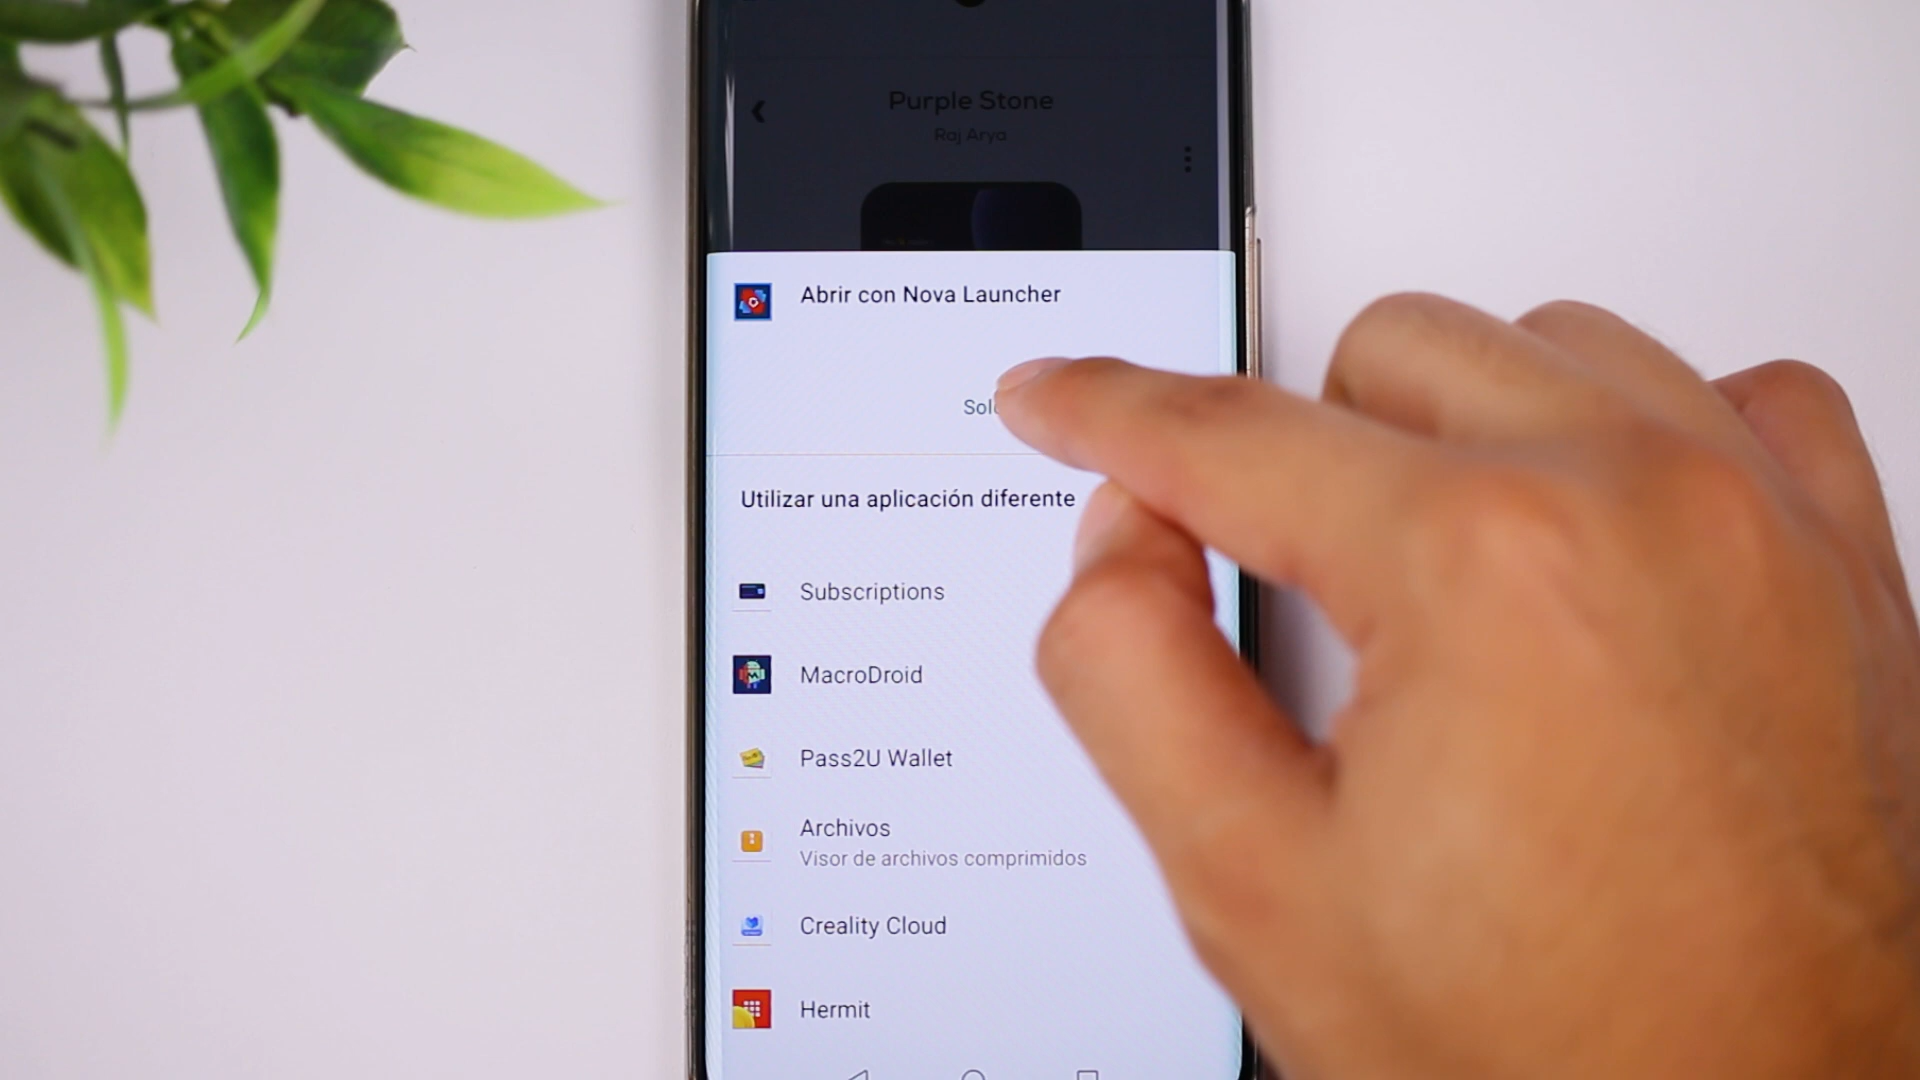 Purple Stone
Raj Arya
Abrir con Nova Launcher
Utilizar una aplicación diferente
Subscriptions
MacroDroid
Pass2U Wallet
Archivos
Visor de archivos comprimidos
Creality Cloud
Hermit